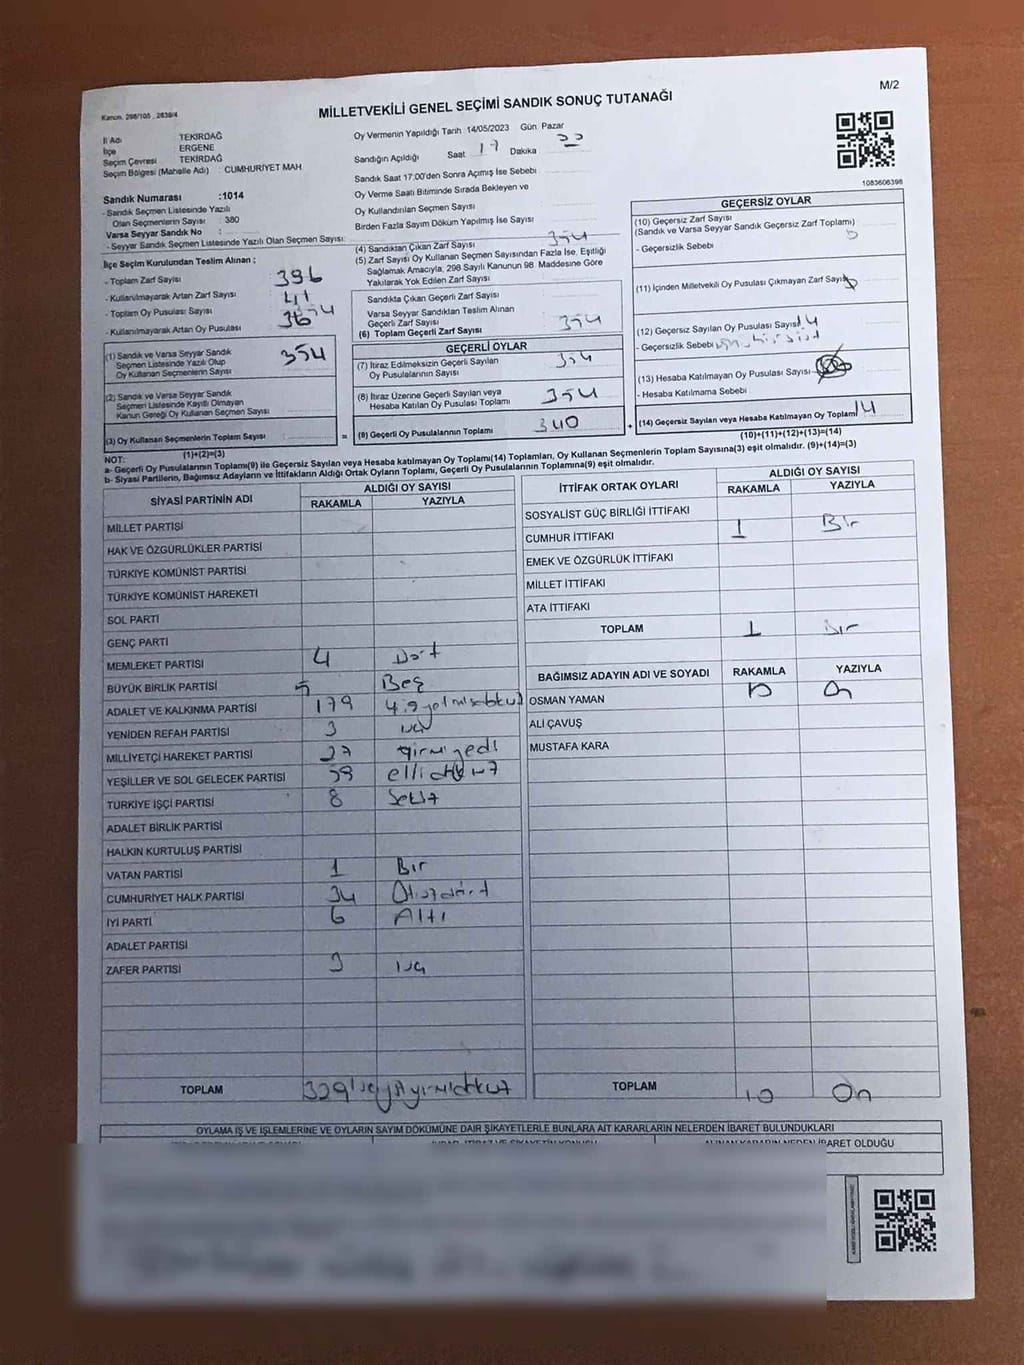 M/2
Kanun. 298/105 , 2839/4
MİLLETVEKİLİ GENEL SEÇİMİ SANDIK SONUÇ TUTANAĞI
İl Adı TEKİRDAĞ
İlçe ERGENE
Seçim Çevresi TEKİRDAĞ
Seçim Bölgesi (Mahalle Adı) : CUMHURİYET MAH.
Oy Vermenin Yapıldığı Tarih 14/05/2023 Gün Pazar
Sandığın Açıldığı Saat 17 Dakika
Sandık Saat 17:00'den Sonra Açımış İse Sebebi
Oy Verme Saati Bitiminde Sırada Bekleyen ve
Oy Kullandırılan Seçmen Sayısı
Birden Fazla Sayım Döküm Yapılmış İse Sayısı
1083606398
Sandık Numarası :1014
- Sandık Seçmen Listesinde Yazılı
Olan Seçmenlerin Sayısı : 380
Varsa Seyyar Sandık No :
- Seyyar Sandık Seçmen Listesinde Yazılı Olan Seçmen Sayısı:
İlçe Seçim Kurulundan Teslim Alınan ;
- Toplam Zarf Sayısı 396
- Kullanılmayarak Artan Zarf Sayısı 41
- Toplam Oy Pusulası Sayısı
- Kullanılmayarak Artan Oy Pusulası
(1) Sandık ve Varsa Seyyar Sandık
Seçmen Listesinde Yazılı Olup
Oy Kullanan Seçmenlerin Sayısı 354
(2) Sandık ve Varsa Seyyar Sandık
Seçmen Listesinde Kayıtlı Olmayan
Kanun Gereği Oy Kullanan Seçmen Sayısı
(3) Oy Kullanan Seçmenlerin Toplam Sayısı
(1)+(2)=(3)
(4) Sandıktan Çıkan Zarf Sayısı 354
(5) Zarf Sayısı Oy Kullanan Seçmen Sayısından Fazla İse, Eşitliği
Sağlamak Amacıyla, 298 Sayılı Kanunun 98 Maddesine Göre
Yakılarak Yok Edilen Zarf Sayısı
Sandıkta Çıkan Geçerli Zarf Sayısı
Varsa Seyyar Sandıktan Teslim Alınan
Geçerli Zarf Sayısı
(6) Toplam Geçerli Zarf Sayısı 354
GEÇERLİ OYLAR
(7) İtiraz Edilmeksizin Geçerli Sayılan
Oy Pusulalarının Sayısı 354
(8) İtiraz Üzerine Geçerli Sayılan veya
Hesaba Katılan Oy Pusulası Toplamı 354
= (9) Geçerli Oy Pusulalarının Toplamı 340 +
GEÇERSİZ OYLAR
(10) Geçersiz Zarf Sayısı
(Sandık ve Varsa Seyyar Sandık Geçersiz Zarf Toplamı)
- Geçersizlik Sebebi
(11) İçinden Milletvekili Oy Pusulası Çıkmayan Zarf Sayısı
(12) Geçersiz Sayılan Oy Pusulası Sayısı 14
- Geçersizlik Sebebi
(13) Hesaba Katılmayan Oy Pusulası Sayısı
- Hesaba Katılmama Sebebi
(14) Geçersiz Sayılan veya Hesaba Katılmayan Oy Toplamı 14
(10)+(11)+(12)+(13)=(14)
NOT:
a- Geçerli Oy Pusulalarının Toplamı(9) ile Geçersiz Sayılan veya Hesaba katılmayan Oy Toplamı(14) Toplamları, Oy Kullanan Seçmenlerin Toplam Sayısına(3) eşit olmalıdır. (9)+(14)=(3)
b- Siyasi Partilerin, Bağımsız Adayların ve İttifakların Aldığı Ortak Oyların Toplamı, Geçerli Oy Pusulalarının Toplamına(9) eşit olmalıdır.
SİYASİ PARTİNİN ADI ALDIĞI OY SAYISI
RAKAMLA YAZIYLA
MİLLET PARTİSİ
HAK VE ÖZGÜRLÜKLER PARTİSİ
TÜRKİYE KOMÜNİST PARTİSİ
TÜRKİYE KOMÜNİST HAREKETİ
SOL PARTİ
GENÇ PARTİ
MEMLEKET PARTİSİ 4 Dört
BÜYÜK BİRLİK PARTİSİ 5 Beş
ADALET VE KALKINMA PARTİSİ 179
YENİDEN REFAH PARTİSİ 3
MİLLİYETÇİ HAREKET PARTİSİ 27 yirmi yedi
YEŞİLLER VE SOL GELECEK PARTİSİ 59
TÜRKİYE İŞÇİ PARTİSİ 8 Sekiz
ADALET BİRLİK PARTİSİ
HALKIN KURTULUŞ PARTİSİ
VATAN PARTİSİ 1 Bir
CUMHURİYET HALK PARTİSİ 34 Otuzdört
İYİ PARTİ 6 Altı
ADALET PARTİSİ
ZAFER PARTİSİ 3
TOPLAM 329
İTTİFAK ORTAK OYLARI ALDIĞI OY SAYISI
RAKAMLA YAZIYLA
SOSYALİST GÜÇ BİRLİĞİ İTTİFAKI
CUMHUR İTTİFAKI 1 Bir
EMEK VE ÖZGÜRLÜK İTTİFAKI
MİLLET İTTİFAKI
ATA İTTİFAKI
TOPLAM 1 Bir
BAĞIMSIZ ADAYIN ADI VE SOYADI RAKAMLA YAZIYLA
OSMAN YAMAN 10 On
ALİ ÇAVUŞ
MUSTAFA KARA
TOPLAM 10 On
OYLAMA İŞ VE İŞLEMLERİNE VE OYLARIN SAYIM DÖKÜMÜNE DAİR ŞİKAYETLERLE BUNLARA AİT KARARLARIN NELERDEN İBARET BULUNDUKLARI
ALINAN KARARIN NEDEN İBARET OLDUĞU